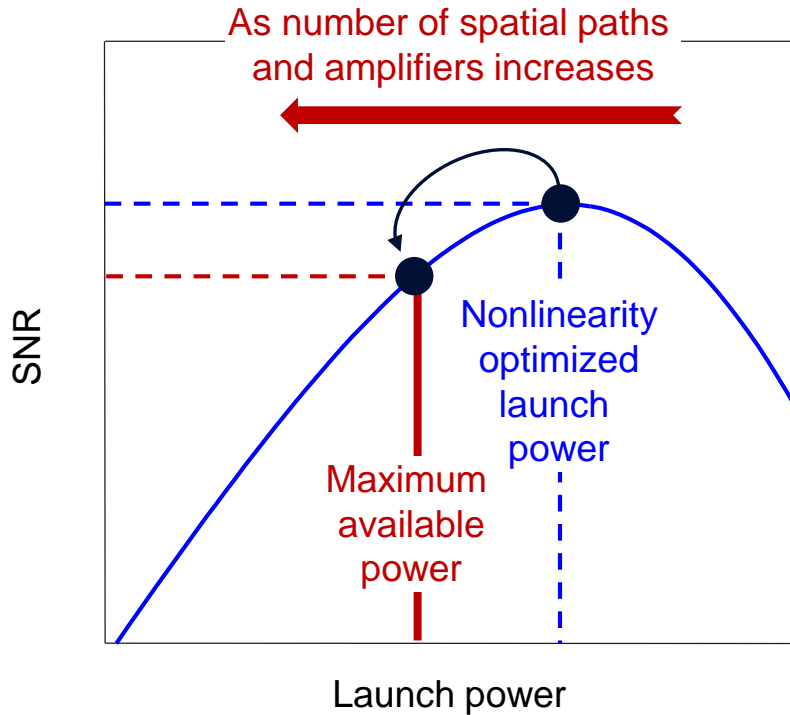 As number of spatial paths
and amplifiers increases
SNR
Nonlinearity
optimized
launch
power
Maximum
available
power
Launch power